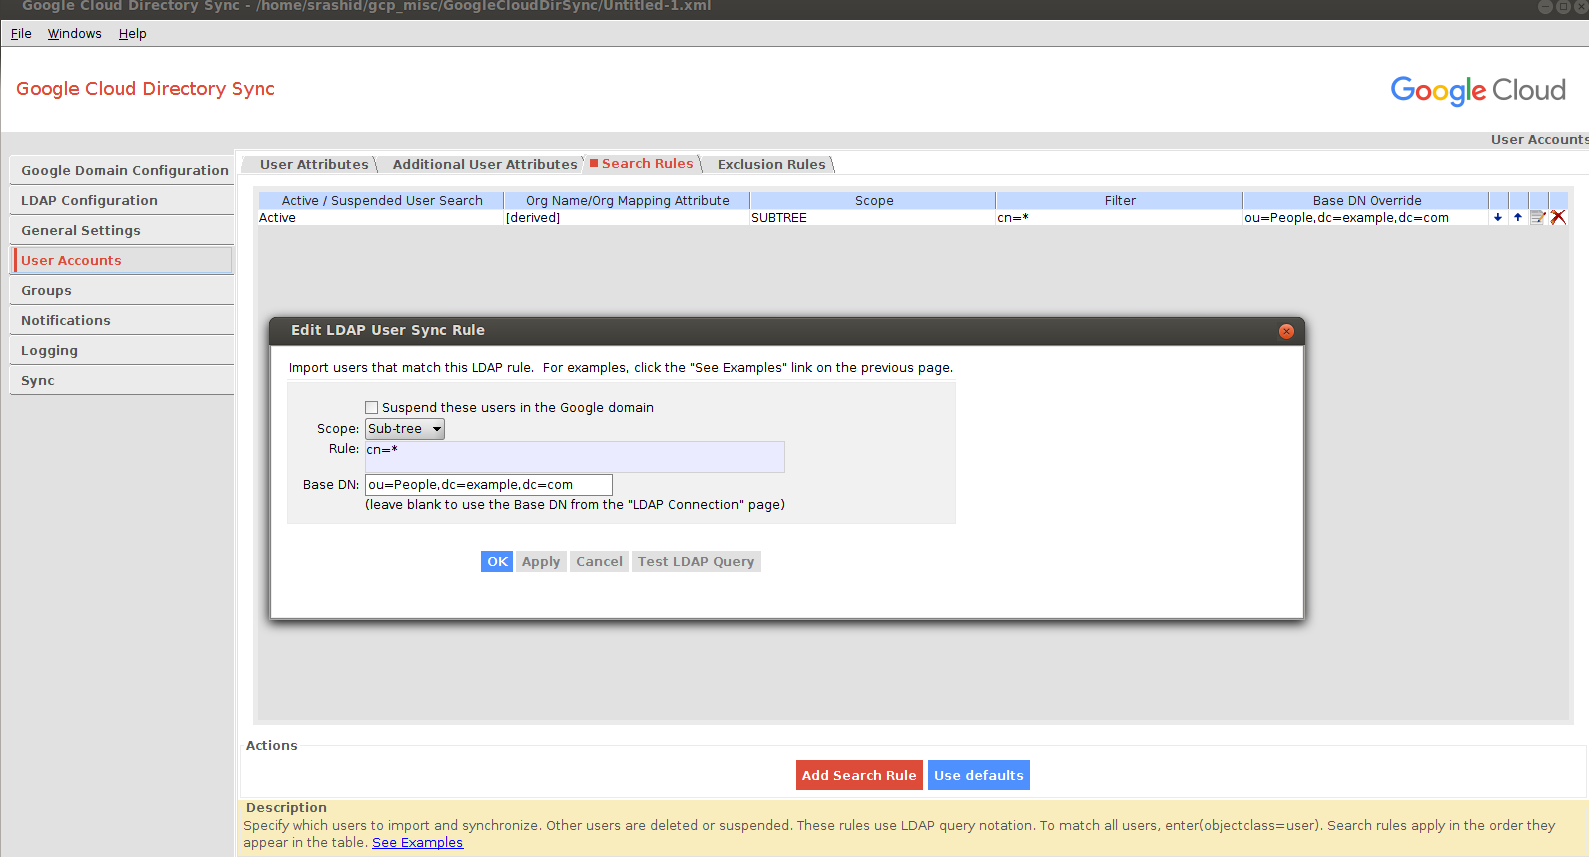 Google Cloud Directory Sync - /home/srashid/gcp_misc/GoogleCloudDirSync/Untitled-1.xml
File Windows Help
Google Cloud Directory Sync
Google Cloud
User Accounts
Google Domain Configuration
LDAP Configuration
General Settings
User Accounts
Groups
Notifications
Logging
Sync
User Attributes Additional User Attributes Search Rules Exclusion Rules
Active / Suspended User Search Org Name/Org Mapping Attribute Scope Filter Base DN Override
Active [derived] SUBTREE cn=* ou=People,dc=example,dc=com
Edit LDAP User Sync Rule
Import users that match this LDAP rule.  For examples, click the "See Examples" link on the previous page.
Suspend these users in the Google domain
Scope: Sub-tree
Rule: cn=*
Base DN: ou=People,dc=example,dc=com
(leave blank to use the Base DN from the "LDAP Connection" page)
OK Apply Cancel Test LDAP Query
Actions
Add Search Rule Use defaults
Description
Specify which users to import and synchronize. Other users are deleted or suspended. These rules use LDAP query notation. To match all users, enter(objectclass=user). Search rules apply in the order they
appear in the table. See Examples